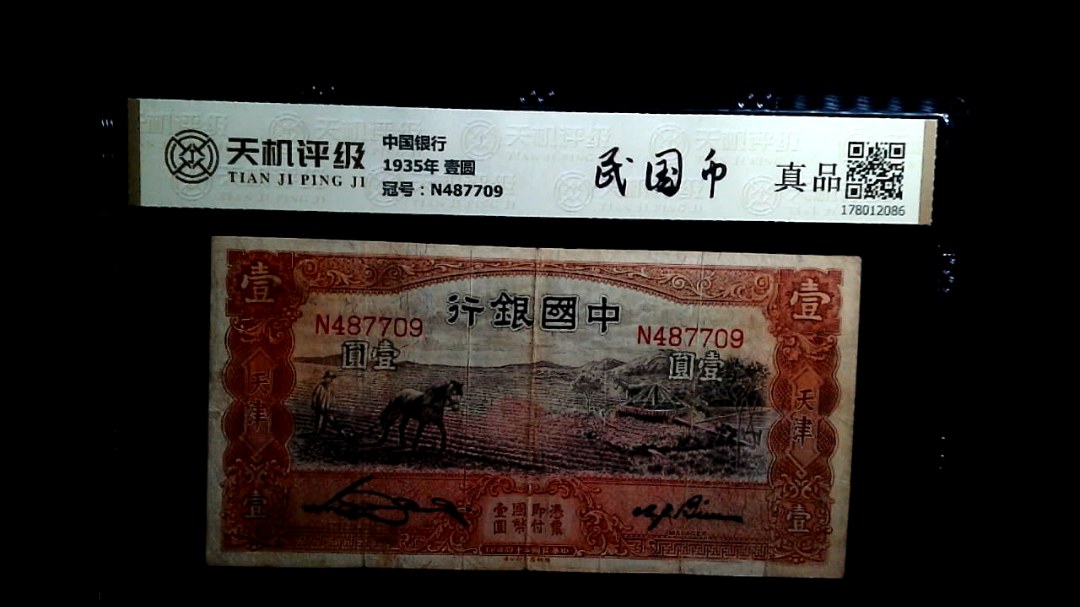 天机评级
TIAN JI PING JI
中国银行
1935年 壹圆
冠号：N487709
民国币
真品
178012086
壹
壹
行銀國中
N487709
N487709
圓壹
圓壹
天津
天津
憑票
即付
國幣
壹圓
壹
壹